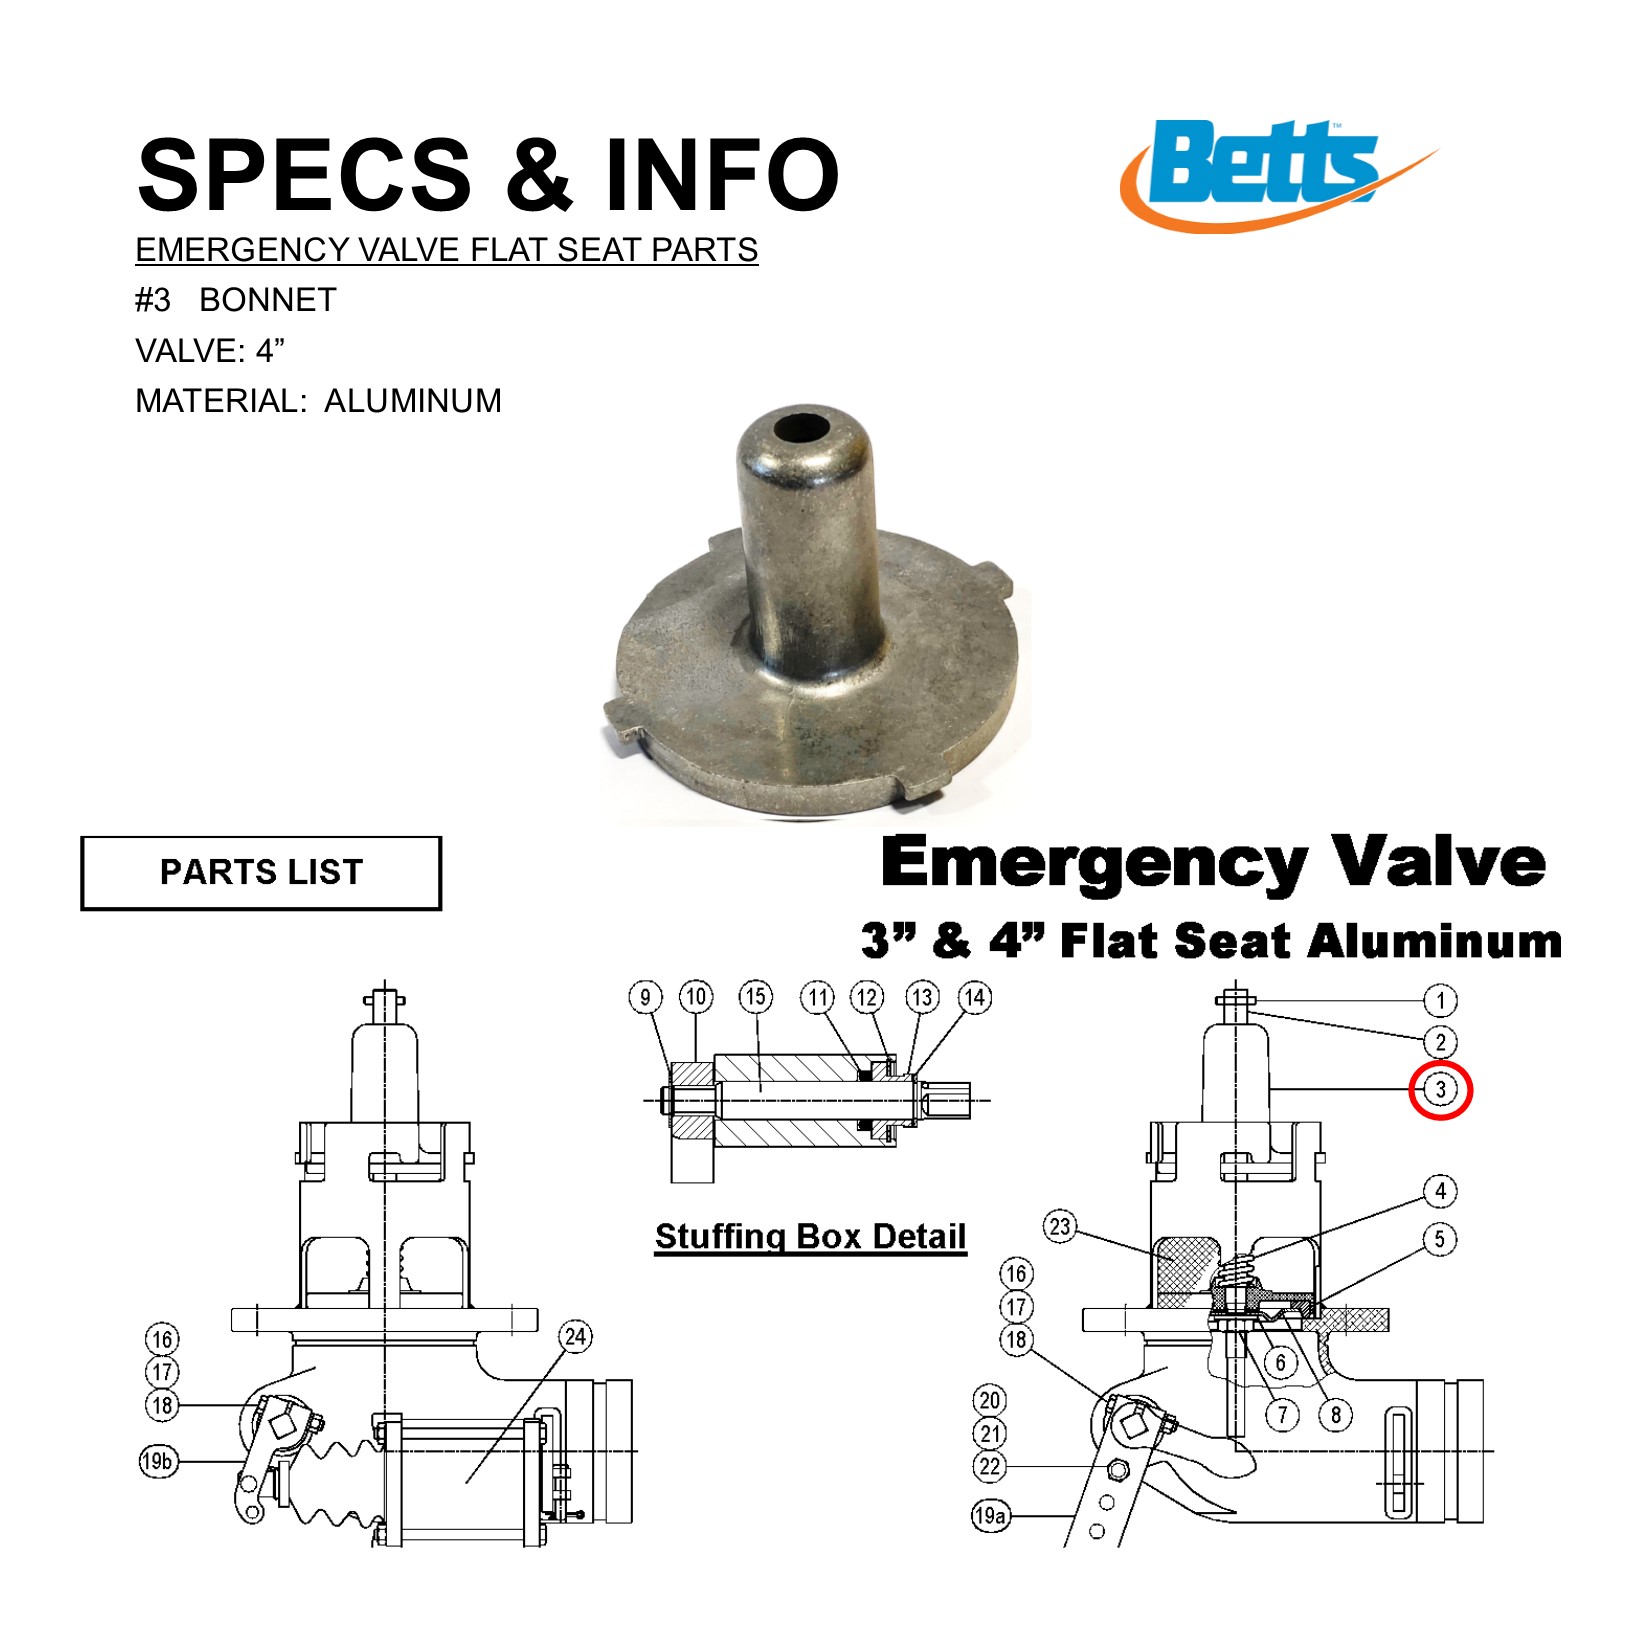 SPECS & INFO
Betts™
EMERGENCY VALVE FLAT SEAT PARTS
#3 BONNET
VALVE: 4”
MATERIAL: ALUMINUM
PARTS LIST
Emergency Valve
3” & 4” Flat Seat Aluminum
9 10 15 11 12 13 14
1
2
3
4
5
23
Stuffing Box Detail
16
17
18
19b
24
16
17
18
20
21
22
19a
6
7
8